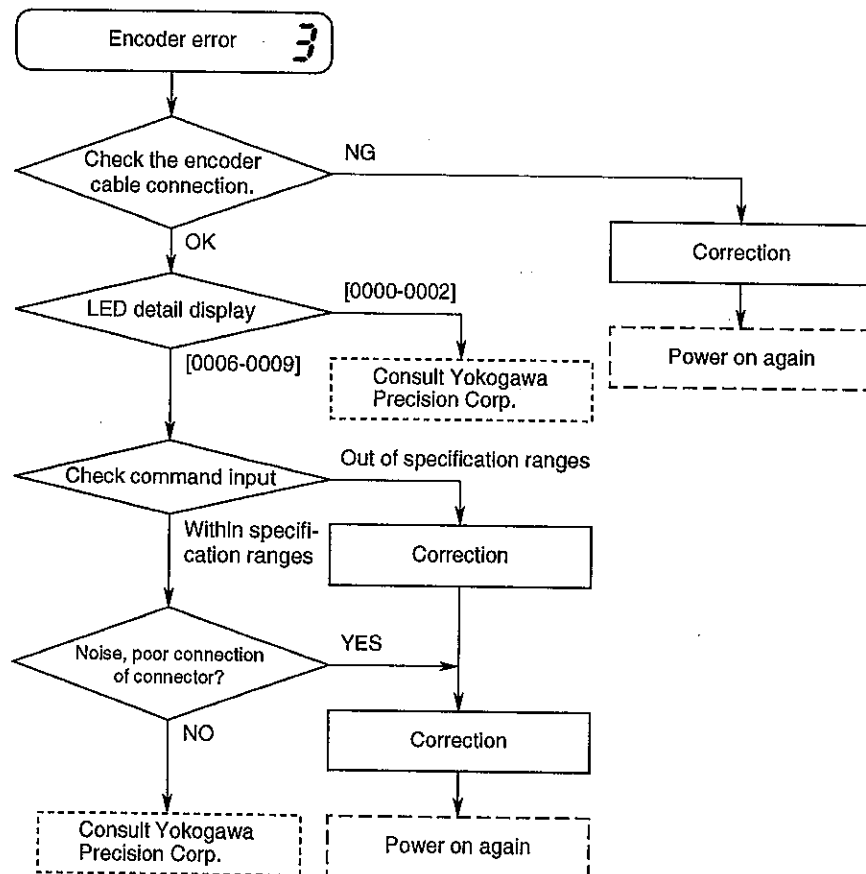 Encoder error 3
Check the encoder
cable connection.
NG
OK
Correction
Power on again
LED detail display
[0000-0002]
[0006-0009]
Consult Yokogawa
Precision Corp.
Check command input
Out of specification ranges
Within specifi-
cation ranges
Correction
Noise, poor connection
of connector?
YES
NO
Correction
Consult Yokogawa
Precision Corp.
Power on again